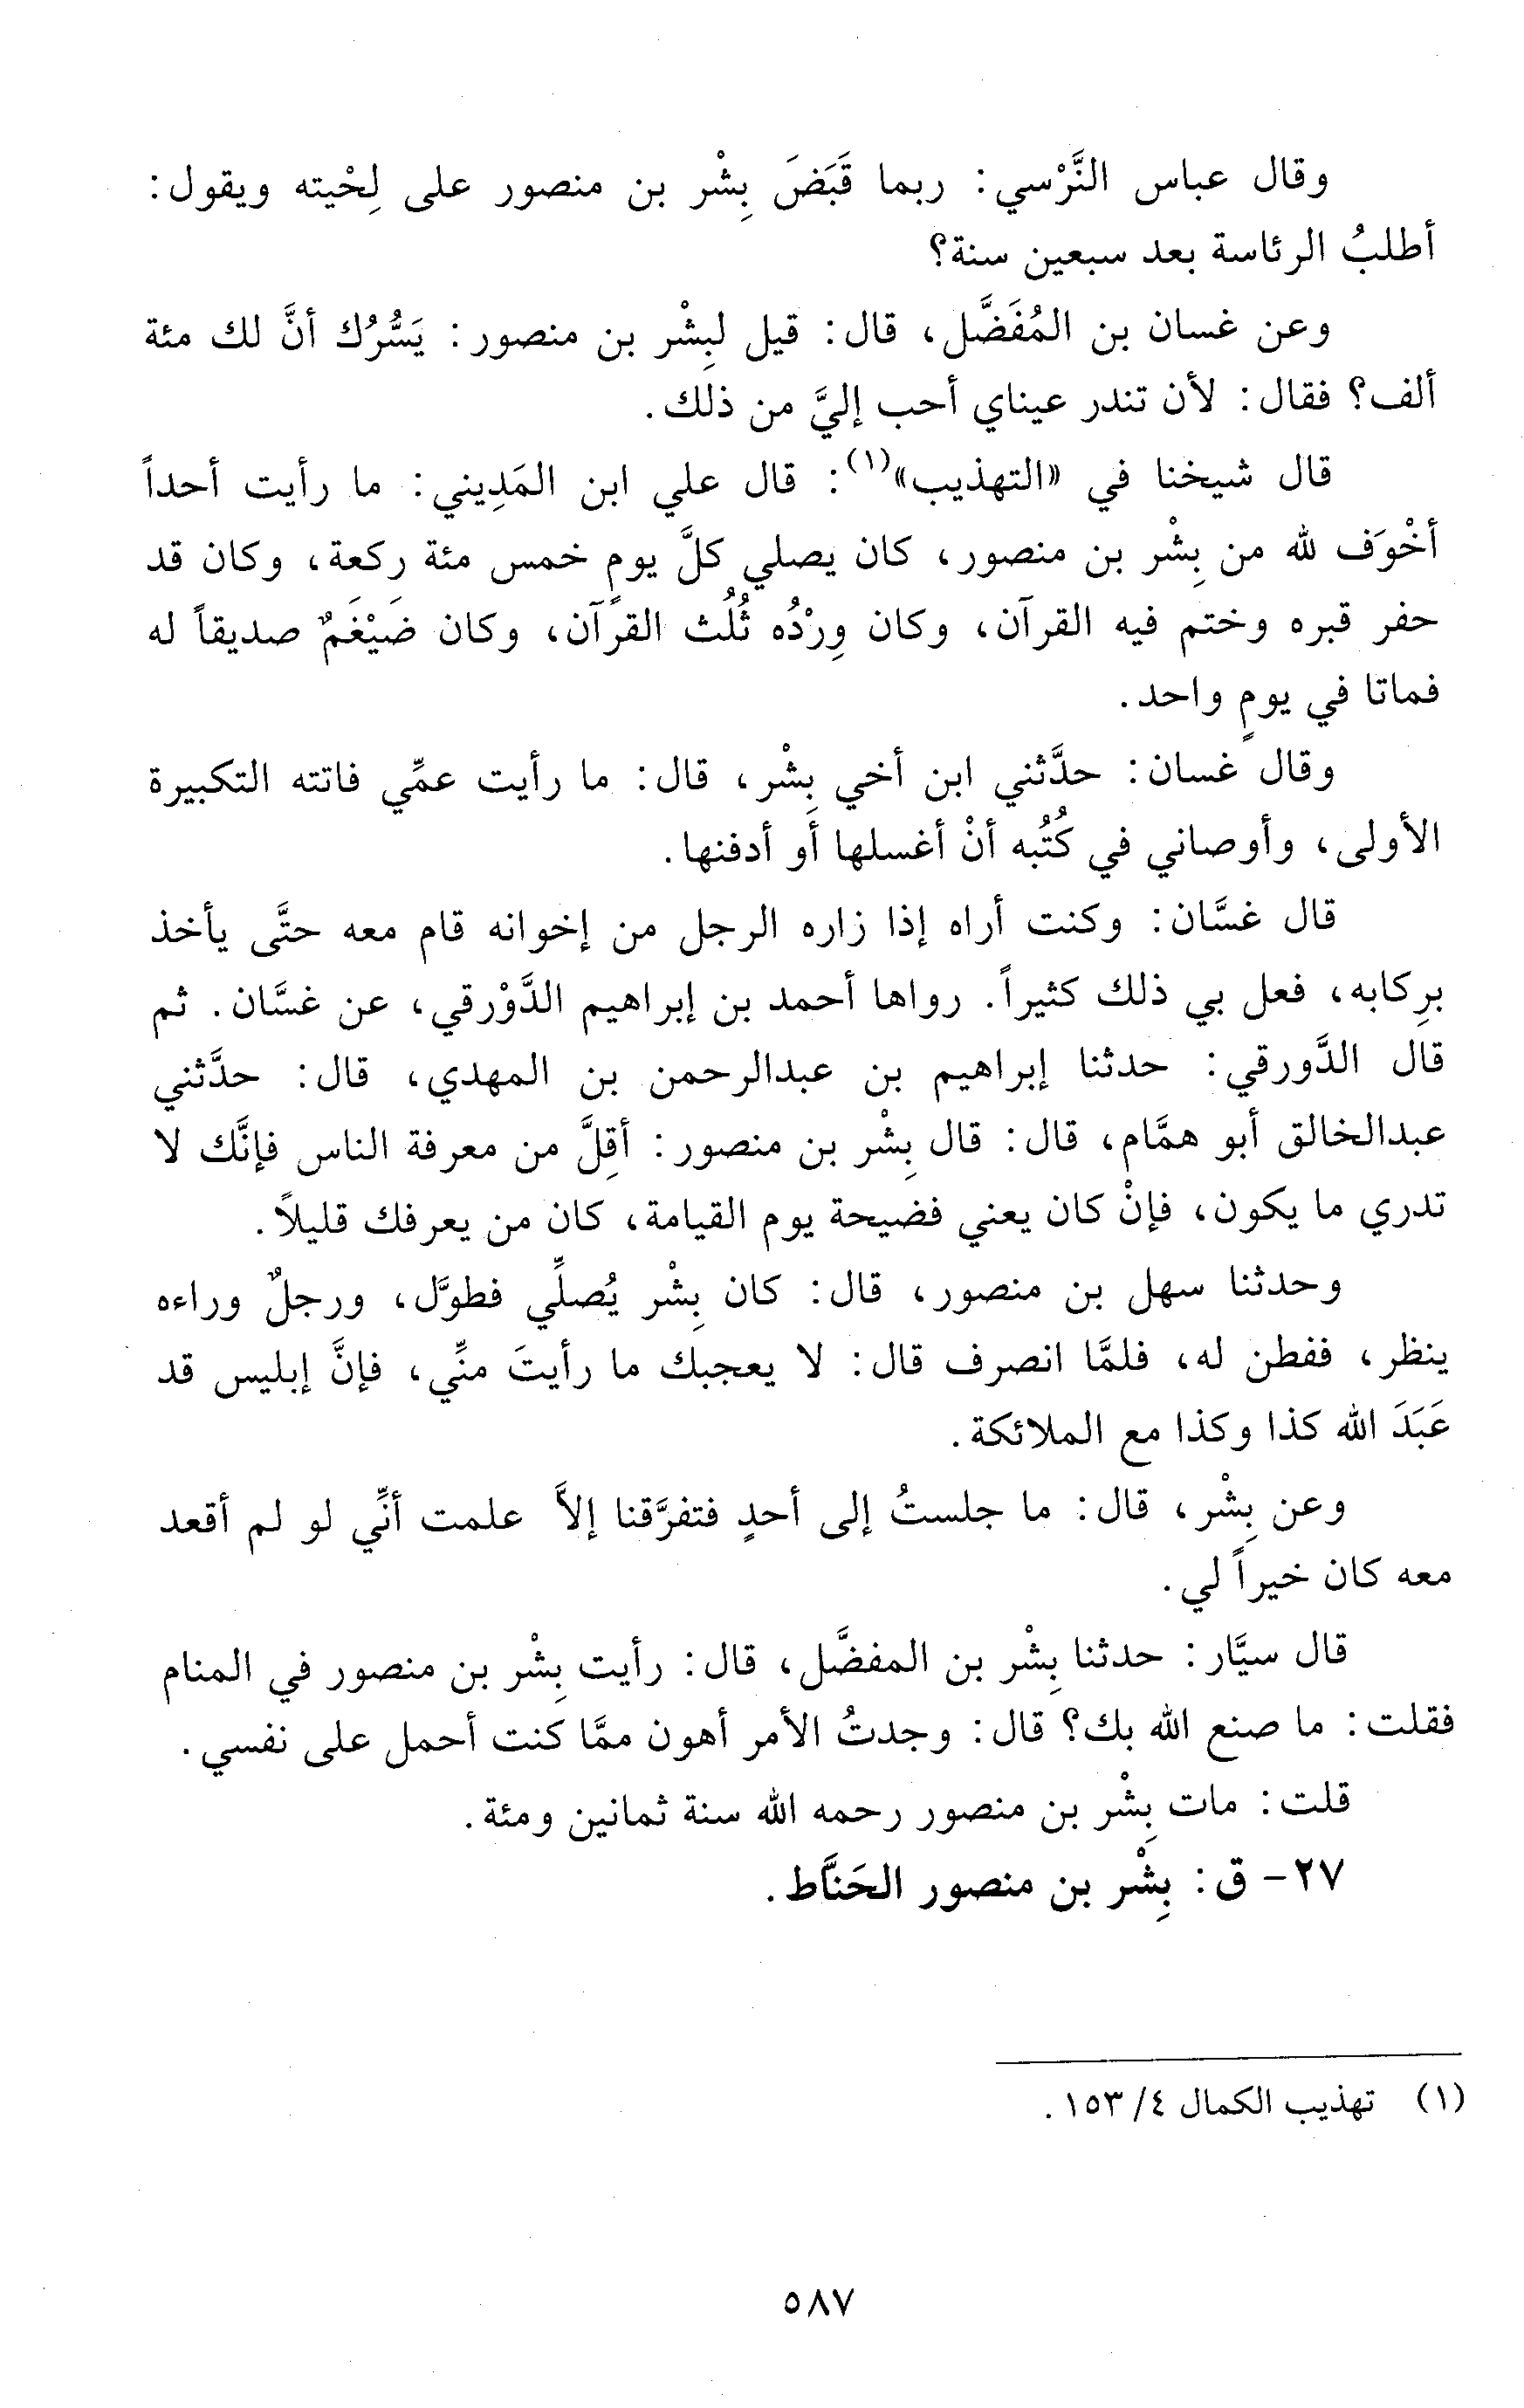 وقال عباس النَّرْسي: ربما قَبَضَ بِشْر بن منصور على لِحْيته ويقول:
أطلبُ الرئاسة بعد سبعين سنة؟
وعن غسان بن المُفَضَّل، قال: قيل لبِشْر بن منصور: يَسُّرُك أنَّ لك مئة
ألف؟ فقال: لأن تندر عيناي أحب إليَّ من ذلك.
قال شيخنا في «التهذيب»(١): قال علي ابن المَدِيني: ما رأيت أحداً
أخْوَف لله من بِشْر بن منصور، كان يصلي كلَّ يومٍ خمس مئة ركعة، وكان قد
حفر قبره وختم فيه القرآن، وكان وِرْدُه ثُلُث القرآن، وكان ضَيْغَمٌ صديقاً له
فماتا في يومٍ واحد.
وقال غسان: حدَّثني ابن أخي بِشْر، قال: ما رأيت عمِّي فاتته التكبيرة
الأولى، وأوصاني في كُتُبه أنْ أغسلها أو أدفنها.
قال غسَّان: وكنت أراه إذا زاره الرجل من إخوانه قام معه حتَّى يأخذ
بركابه، فعل بي ذلك كثيراً. رواها أحمد بن إبراهيم الدَّوْرقي، عن غسَّان. ثم
قال الدَّورقي: حدثنا إبراهيم بن عبدالرحمن بن المهدي، قال: حدَّثني
عبدالخالق أبو همَّام، قال: قال بِشْر بن منصور: أقِلَّ من معرفة الناس فإنَّك لا
تدري ما يكون، فإنْ كان يعني فضيحة يوم القيامة، كان من يعرفك قليلاً.
وحدثنا سهل بن منصور، قال: كان بِشْر يُصلِّي فطوَّل، ورجلٌ وراءه
ينظر، ففطن له، فلمَّا انصرف قال: لا يعجبك ما رأيتَ منِّي، فإنَّ إبليس قد
عَبَدَ الله كذا وكذا مع الملائكة.
وعن بِشْر، قال: ما جلستُ إلى أحدٍ فتفرَّقنا إلاَّ علمت أنِّي لو لم أقعد
معه كان خيراً لي.
قال سيَّار: حدثنا بِشْر بن المفضَّل، قال: رأيت بِشْر بن منصور في المنام
فقلت: ما صنع الله بك؟ قال: وجدتُ الأمر أهون ممَّا كنت أحمل على نفسي.
قلت: مات بِشْر بن منصور رحمه الله سنة ثمانين ومئة.
٢٧- ق: بِشْر بن منصور الحَنَّاط.
(١) تهذيب الكمال ٤/ ١٥٣.
٥٨٧